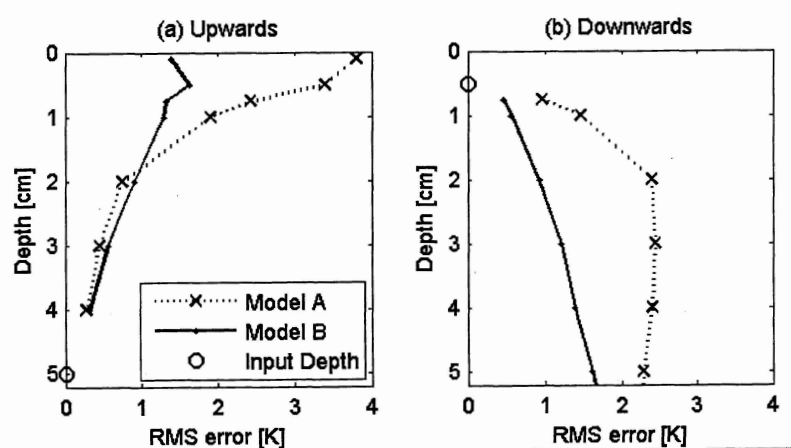 (a) Upwards
(b) Downwards
0
1
2
3
4
5
Depth [cm]
0
1
2
3
4
RMS error [K]
Model A
Model B
Input Depth
0
1
2
3
4
5
Depth [cm]
0
1
2
3
4
RMS error [K]